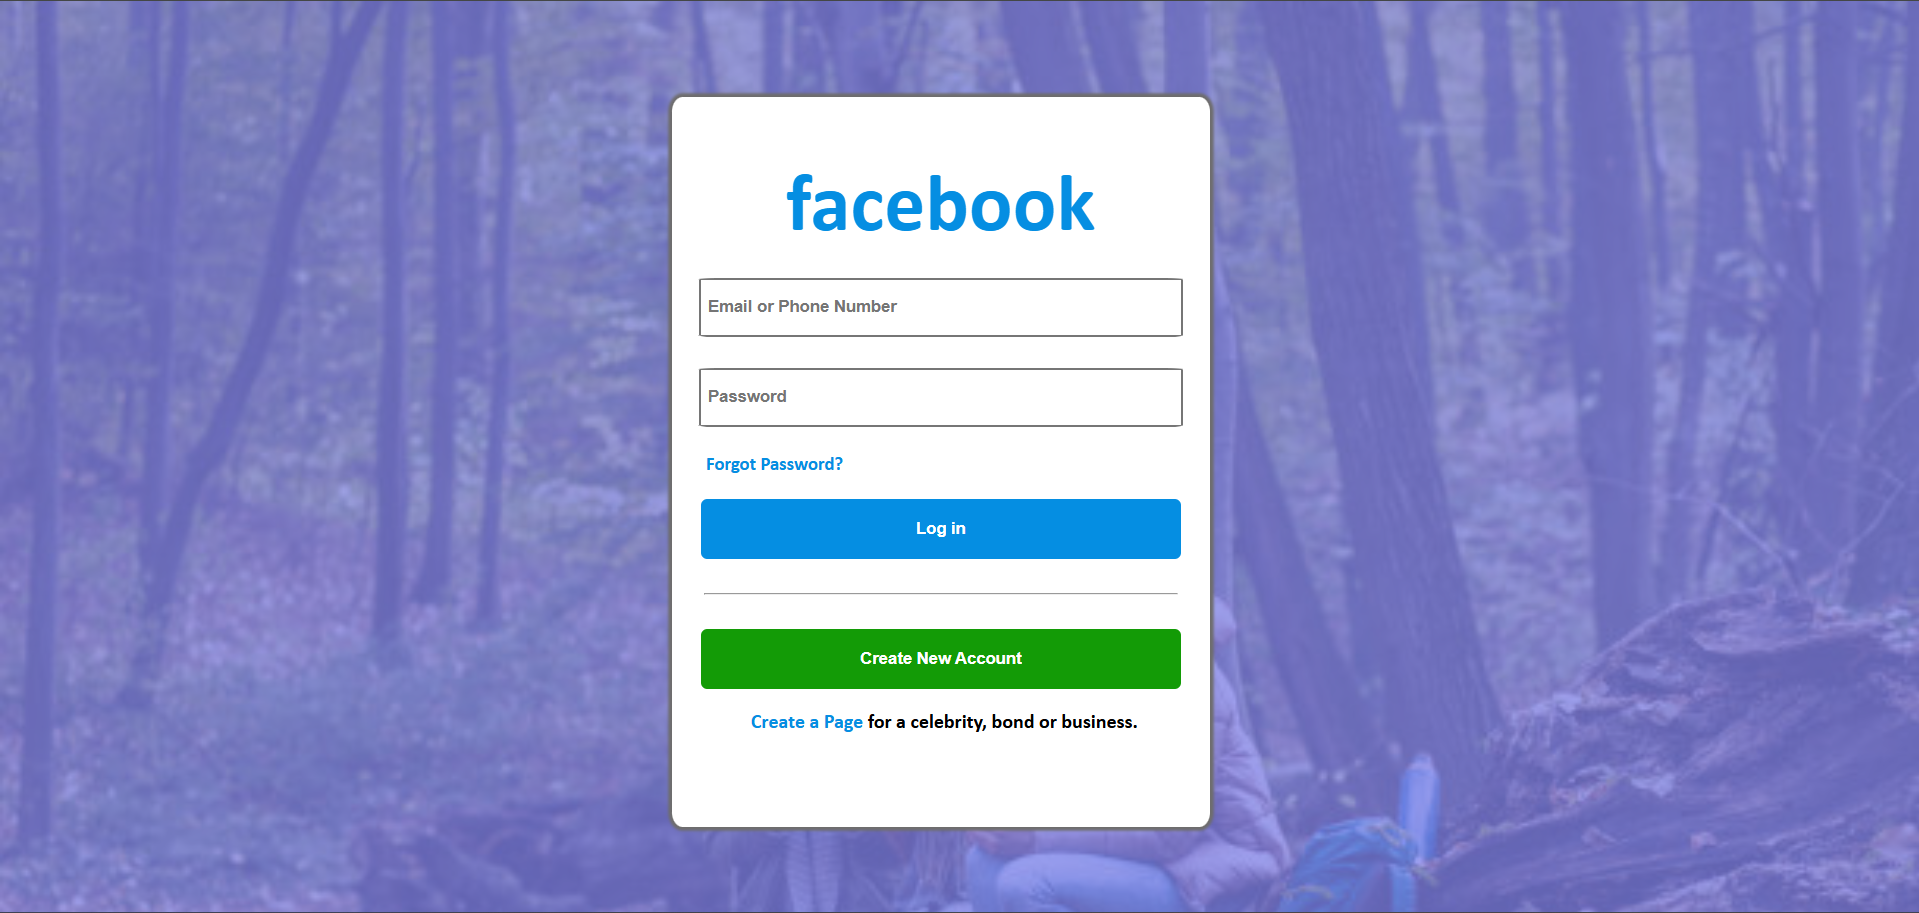 facebook
Email or Phone Number
Password
Forgot Password?
Log in
Create New Account
Create a Page for a celebrity, bond or business.